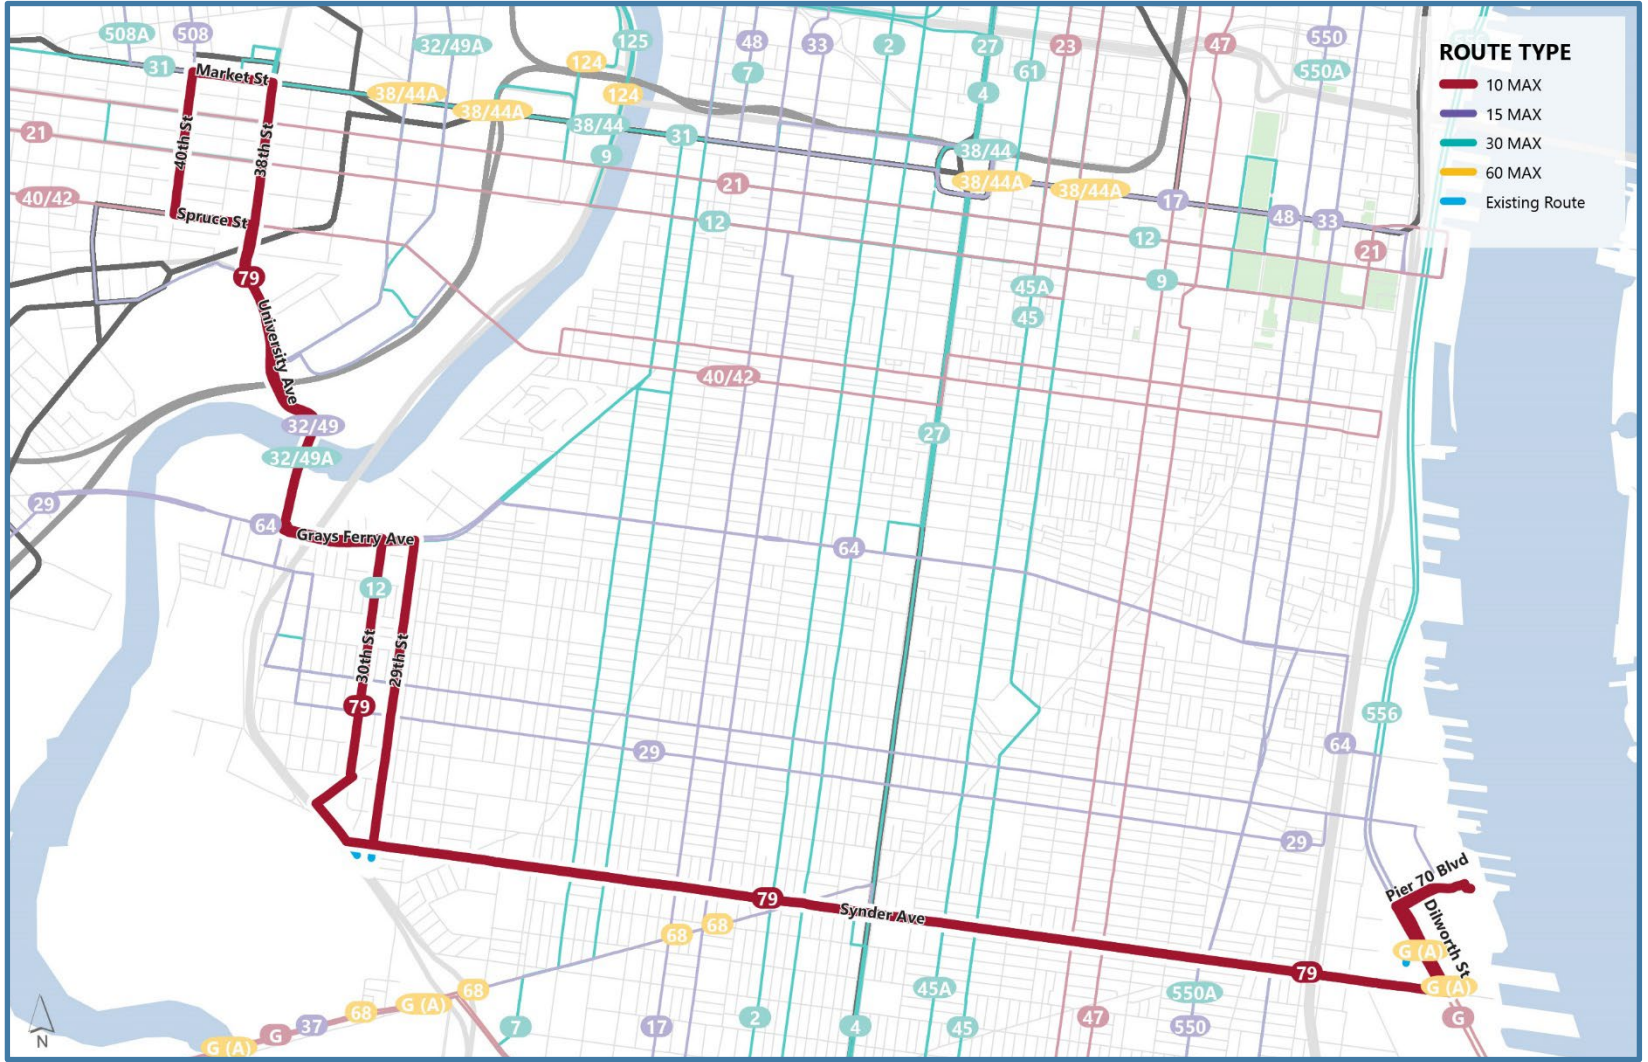 508A
508
32/49A
125
48
33
2
27
23
47
550
556
ROUTE TYPE
10 MAX
15 MAX
30 MAX
60 MAX
Existing Route
31
Market St
124
7
61
550A
38/44A
124
4
38/44A
38/44
31
21
40th St
38th St
9
38/44
21
38/44A
38/44A
40/42
Spruce St
12
17
48
33
12
21
79
9
45A
University Ave
45
40/42
32/49
27
32/49A
29
64
Grays Ferry Ave
64
12
30th St
29th St
79
556
29
64
29
Pier 70 Blvd
79
Synder Ave
68
68
Dilworth St
G (A)
79
G (A)
68
45A
550A
G (A)
68
37
G
G (A)
7
17
2
4
45
47
550
G
N